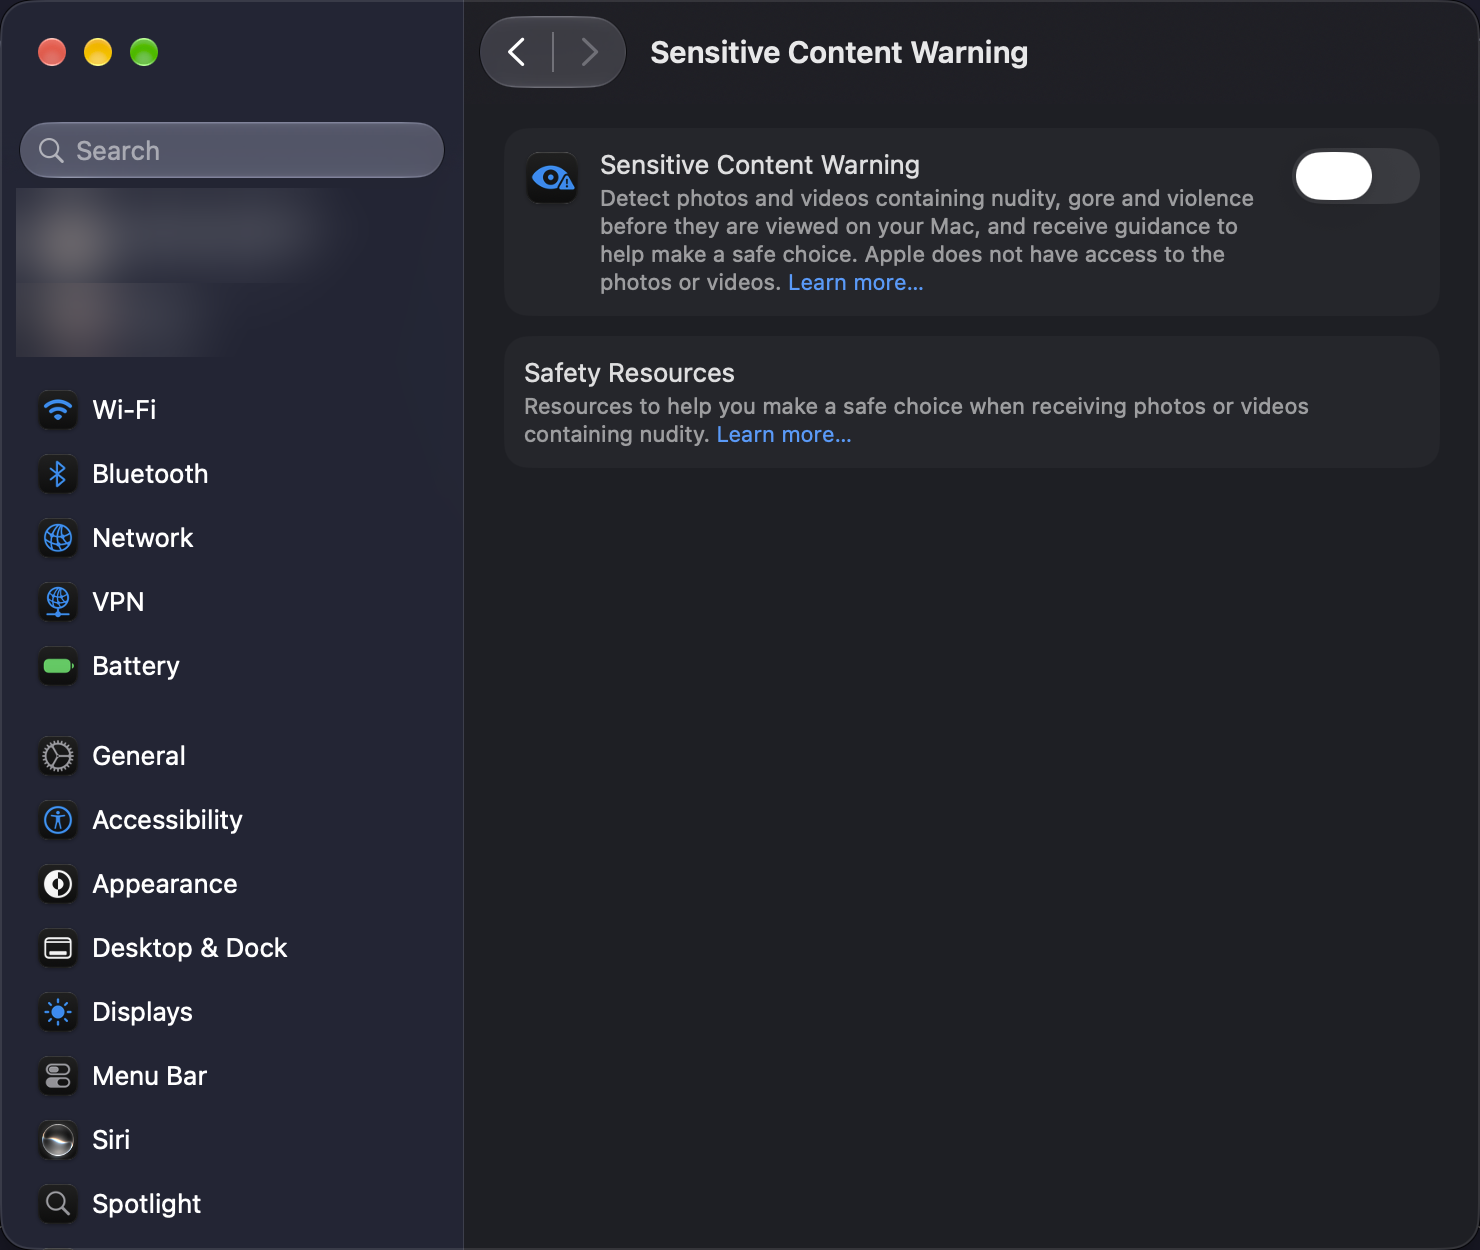 Search
Wi-Fi
Bluetooth
Network
VPN
Battery
General
Accessibility
Appearance
Desktop & Dock
Displays
Menu Bar
Siri
Spotlight
Sensitive Content Warning
Sensitive Content Warning
Detect photos and videos containing nudity, gore and violence
before they are viewed on your Mac, and receive guidance to
help make a safe choice. Apple does not have access to the
photos or videos. Learn more...
Safety Resources
Resources to help you make a safe choice when receiving photos or videos
containing nudity. Learn more...